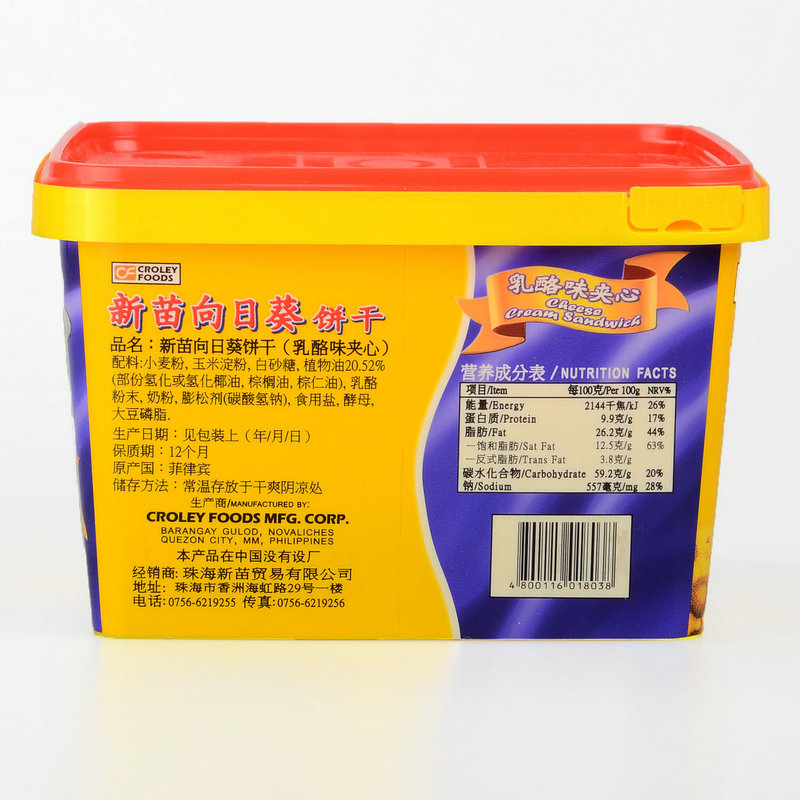 PULL
CROLEY
FOODS
新苗向日葵饼干
品名：新苗向日葵饼干（乳酪味夹心）
配料:小麦粉, 玉米淀粉, 白砂糖, 植物油20.52%
(部份氢化或氢化椰油, 棕榈油, 棕仁油), 乳酪
粉末, 奶粉, 膨松剂(碳酸氢钠), 食用盐, 酵母,
大豆磷脂.
生产日期：见包装上（年/月/日）
保质期：12个月
原产国：菲律宾
储存方法：常温存放于干爽阴凉处
生产商/MANUFACTURED BY:
CROLEY FOODS MFG. CORP.
BARANGAY GULOD, NOVALICHES
QUEZON CITY, MM, PHILIPPINES
本产品在中国没有设厂
经销商: 珠海新苗贸易有限公司
地址: 珠海市香洲海虹路29号一楼
电话: 0756-6219255 传真: 0756-6219256
乳酪味夹心
Cheese
Cream Sandwich
营养成分表 / NUTRITION FACTS
项目/Item 每100克/Per 100g NRV%
能量/Energy 2144千焦/kJ 26%
蛋白质/Protein 9.9克/g 17%
脂肪/Fat 26.2克/g 44%
—饱和脂肪/Sat Fat 12.5克/g 63%
—反式脂肪/Trans Fat 3.8克/g
碳水化合物/Carbohydrate 59.2克/g 20%
钠/Sodium 557毫克/mg 28%
4 800116 018038